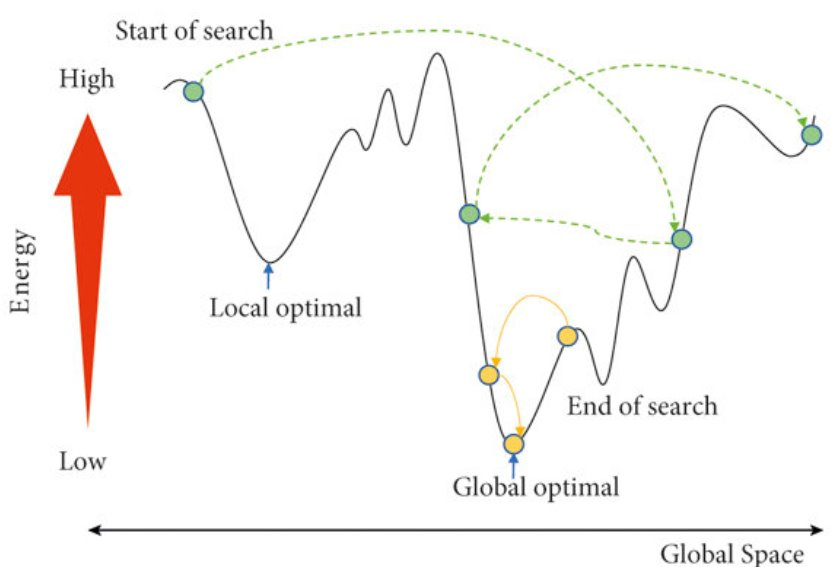 Start of search
High
Energy
Local optimal
End of search
Low
Global optimal
Global Space